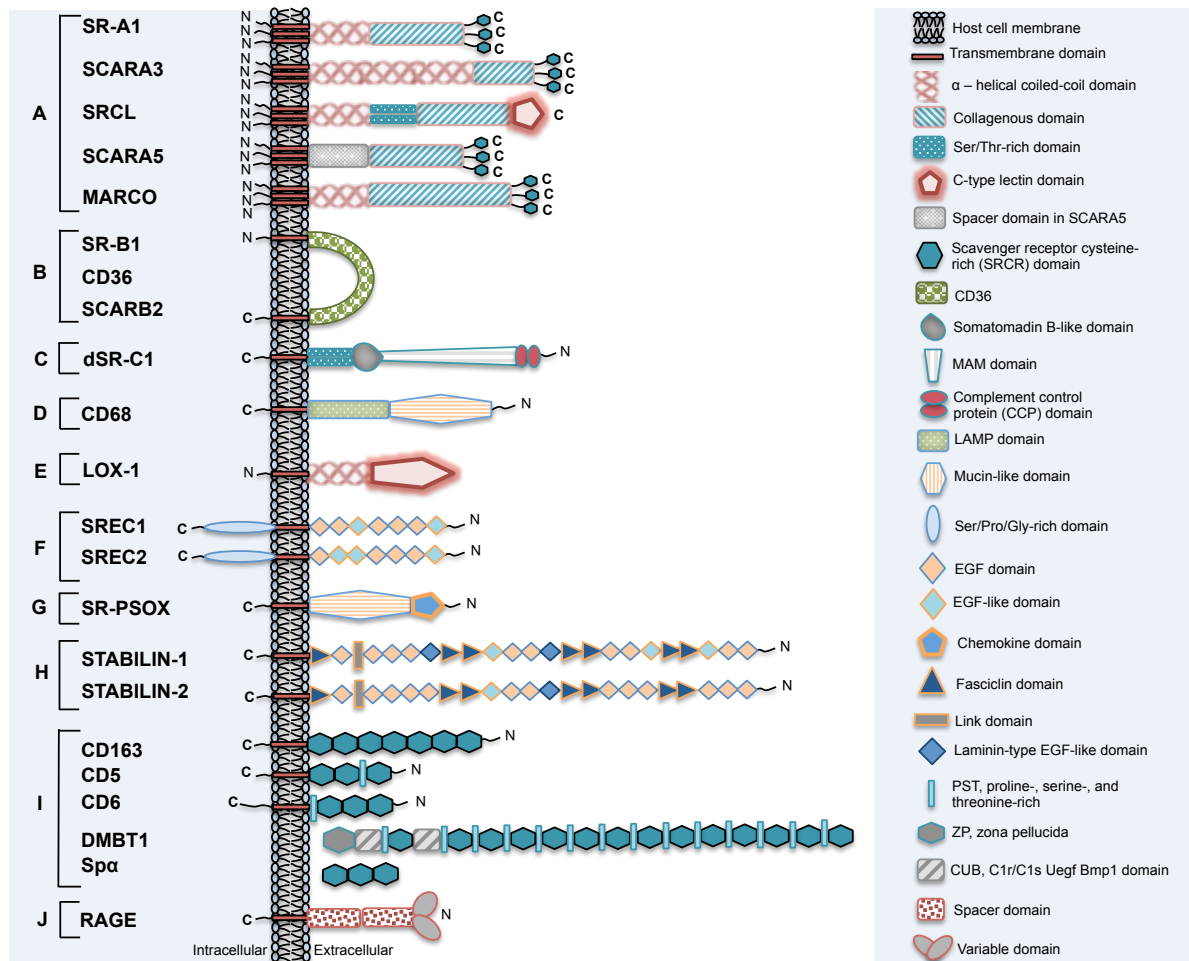 A
SR-A1
N
N
N
C
C
C
SCARA3
N
N
N
C
C
C
SRCL
N
N
N
C
SCARA5
N
N
N
C
C
C
MARCO
N
N
N
C
C
C
B
SR-B1
CD36
SCARB2
N
C
C
dSR-C1
C
N
D
CD68
C
N
E
LOX-1
N
F
SREC1
C
N
SREC2
C
N
G
SR-PSOX
C
N
H
STABILIN-1
C
N
STABILIN-2
C
N
I
CD163
C
N
CD5
C
N
CD6
C
N
DMBT1
Spα
J
RAGE
C
N
Intracellular
Extracellular
Host cell membrane
Transmembrane domain
α – helical coiled-coil domain
Collagenous domain
Ser/Thr-rich domain
C-type lectin domain
Spacer domain in SCARA5
Scavenger receptor cysteine-
rich (SRCR) domain
CD36
Somatomadin B-like domain
MAM domain
Complement control
protein (CCP) domain
LAMP domain
Mucin-like domain
Ser/Pro/Gly-rich domain
EGF domain
EGF-like domain
Chemokine domain
Fasciclin domain
Link domain
Laminin-type EGF-like domain
PST, proline-, serine-, and
threonine-rich
ZP, zona pellucida
CUB, C1r/C1s Uegf Bmp1 domain
Spacer domain
Variable domain